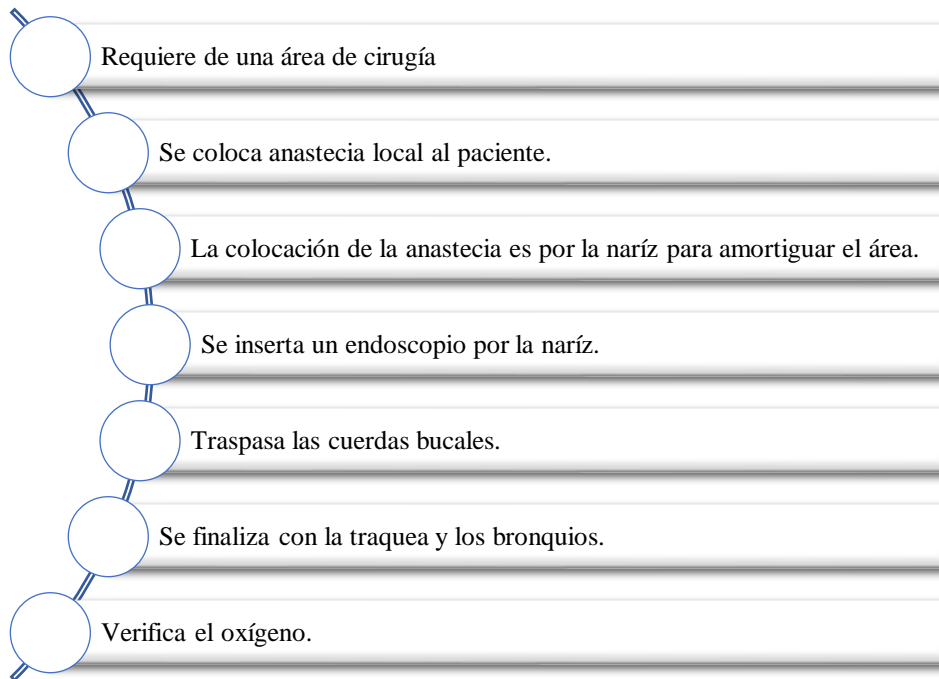 Requiere de una área de cirugía
Se coloca anastecia local al paciente.
La colocación de la anastecia es por la naríz para amortiguar el área.
Se inserta un endoscopio por la naríz.
Traspasa las cuerdas bucales.
Se finaliza con la traquea y los bronquios.
Verifica el oxígeno.